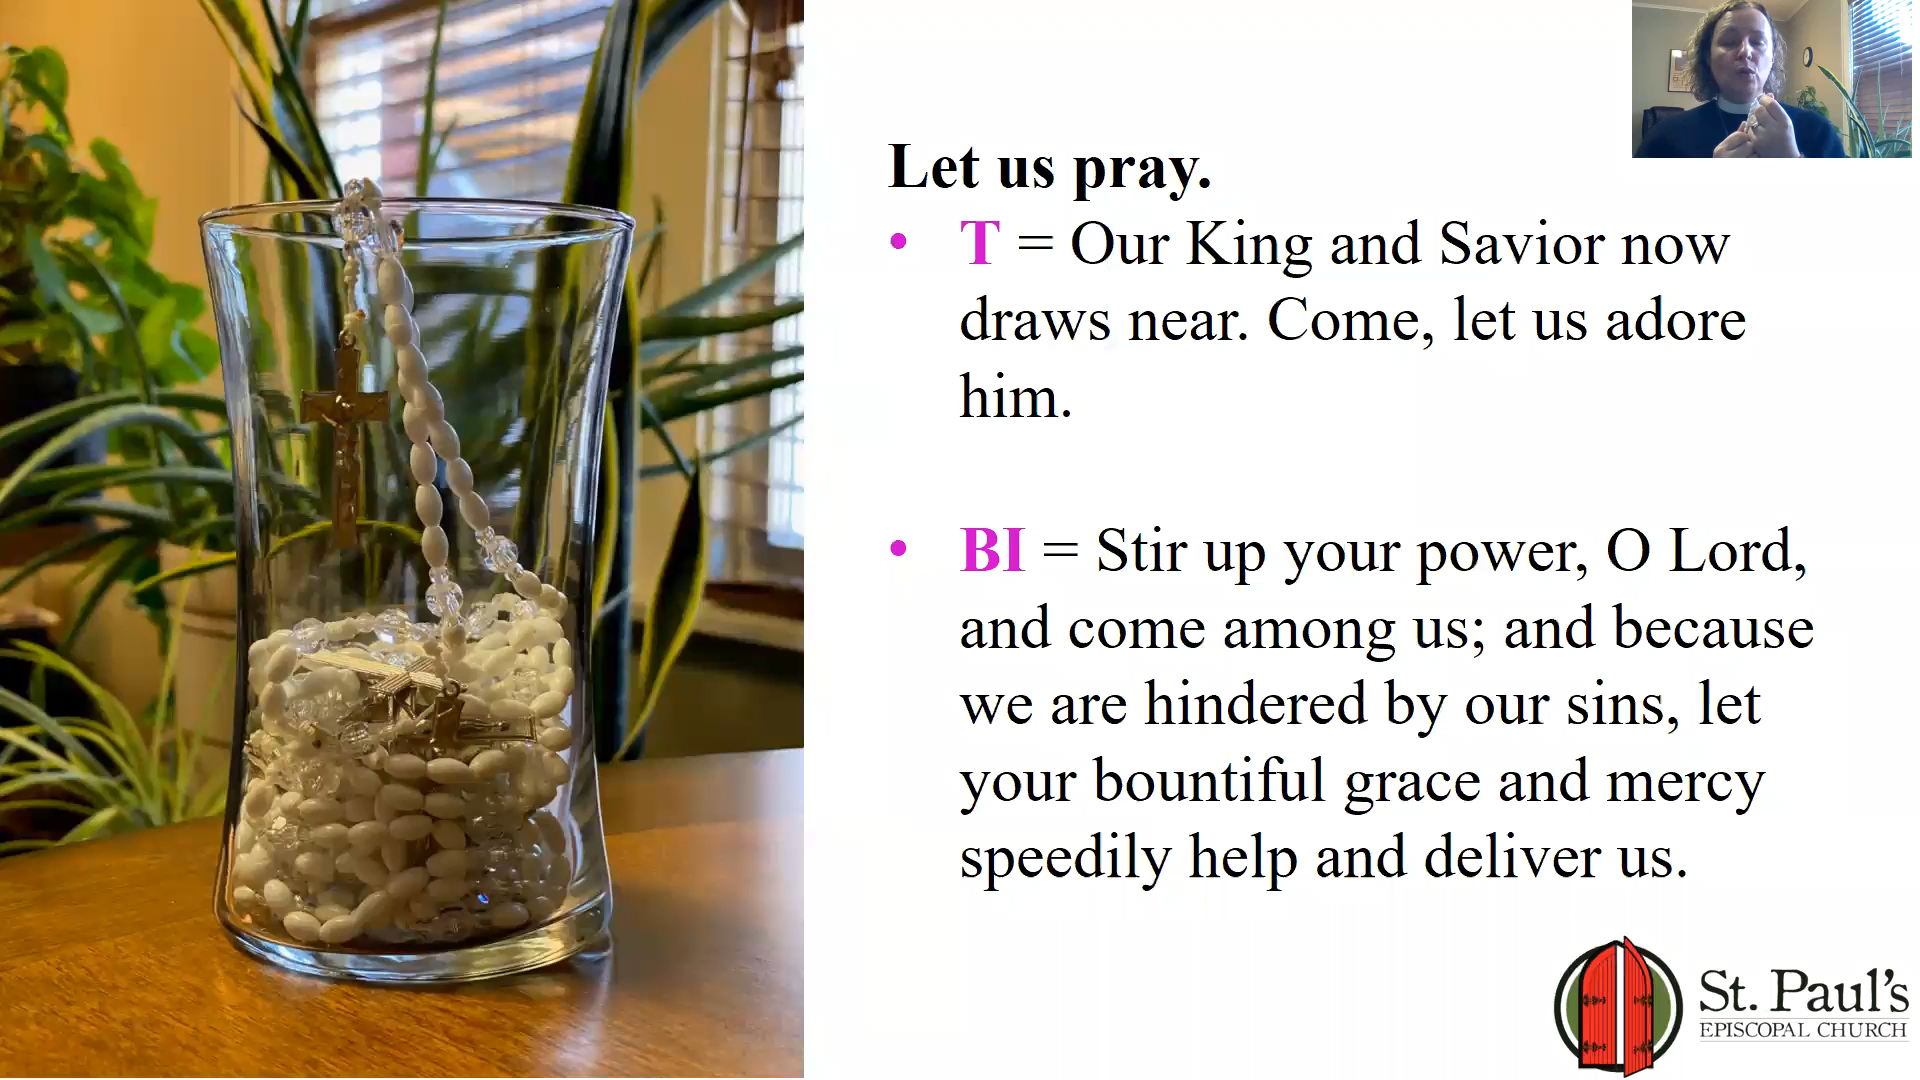 Let us pray.
• T = Our King and Savior now
draws near. Come, let us adore
him.
• BI = Stir up your power, O Lord,
and come among us; and because
we are hindered by our sins, let
your bountiful grace and mercy
speedily help and deliver us.
St. Paul's
EPISCOPAL CHURCH